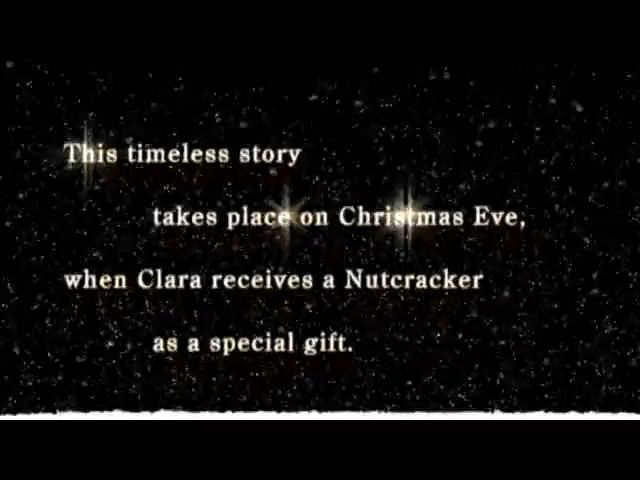 This timeless story
takes place on Christmas Eve,
when Clara receives a Nutcracker
as a special gift.